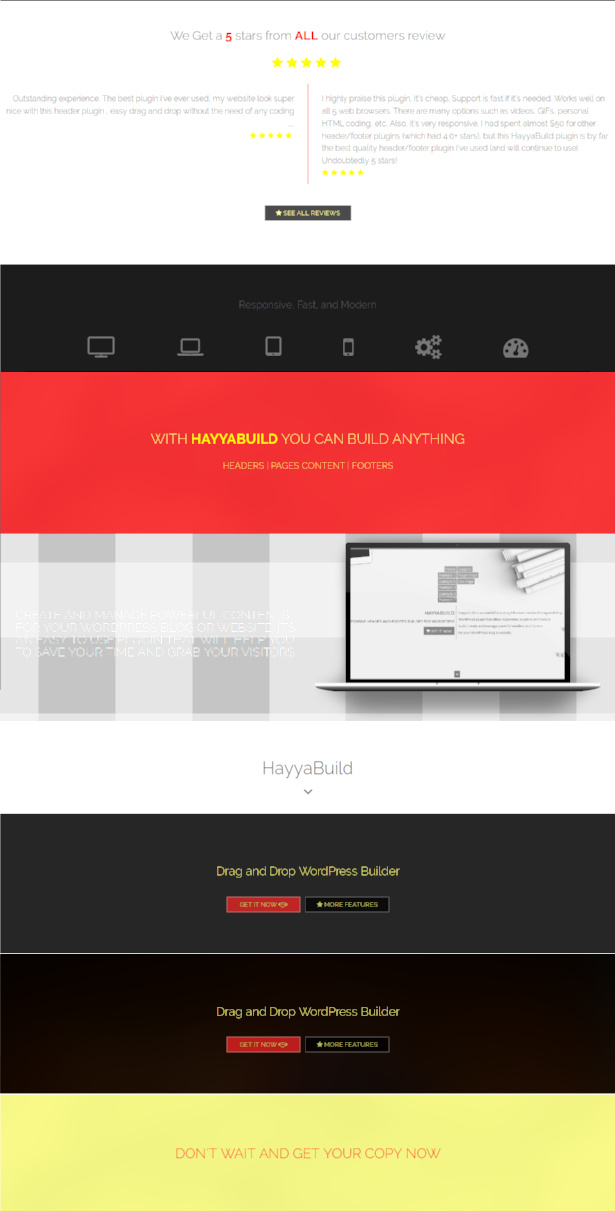 We Get a 5 stars from ALL our customers review
Outstanding experience. The best plugin I've ever used, my website look super
nice with this header plugin , easy drag and drop without the need of any coding
...
I highly praise this plugin, it's cheap, Support is fast if it's needed. Works well on
all 5 web browsers. There are many options such as videos, GIFs, personal
HTML coding, etc. Also, it's very responsive, I had spent almost $50 for other
header/footer plugins (which had 4.0+ stars), but this HayyaBuild plugin is by far
the best quality header/footer plugin I've used (and will continue to use)
Undoubtedly 5 stars!
SEE ALL REVIEWS
Responsive, Fast, and Modern
WITH HAYYABUILD YOU CAN BUILD ANYTHING
HEADERS | PAGES CONTENT | FOOTERS
CREATE AND MANAGE POWERFUL CONTENTS
FOR YOUR WORDPRESS BLOG OR WEBSITE, IT'S
AN EASY TO USE PLUGIN THAT WILL HELP YOU
TO SAVE YOUR TIME AND GRAB YOUR VISITORS
HAYYABUILD
HayyaBuild
Drag and Drop WordPress Builder
GET IT NOW
MORE FEATURES
Drag and Drop WordPress Builder
GET IT NOW
MORE FEATURES
DON'T WAIT AND GET YOUR COPY NOW